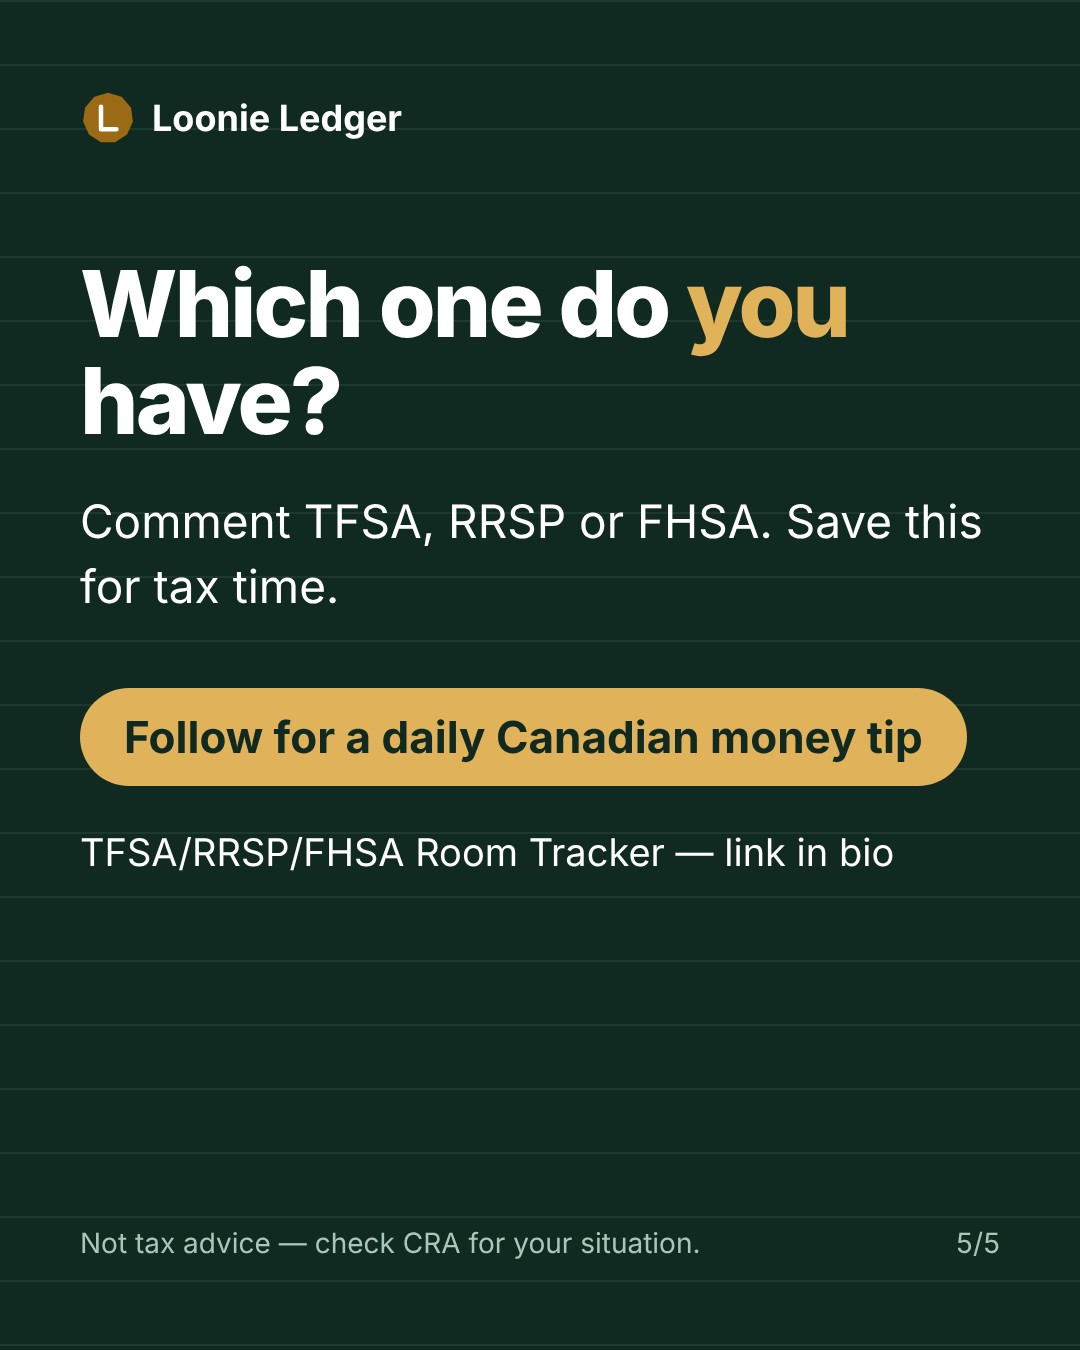 L
Loonie Ledger
Which one do you
have?
Comment TFSA, RRSP or FHSA. Save this
for tax time.
Follow for a daily Canadian money tip
TFSA/RRSP/FHSA Room Tracker — link in bio
Not tax advice — check CRA for your situation.
5/5